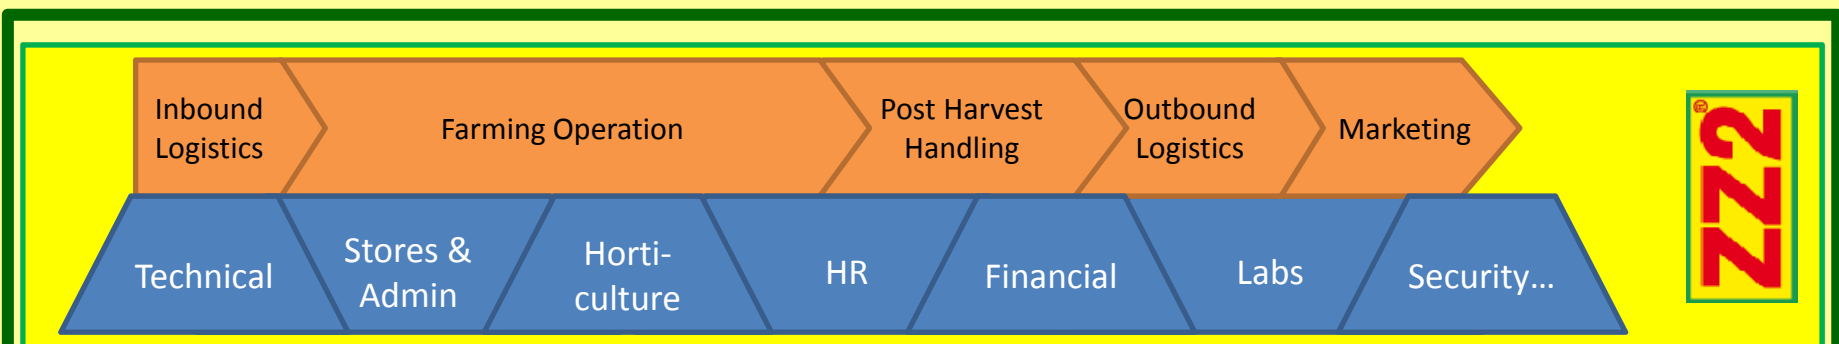 Inbound
Logistics
Farming Operation
Post Harvest
Handling
Outbound
Logistics
Marketing
Technical
Stores &
Admin
Horti-
culture
HR
Financial
Labs
Security…
ZZ2